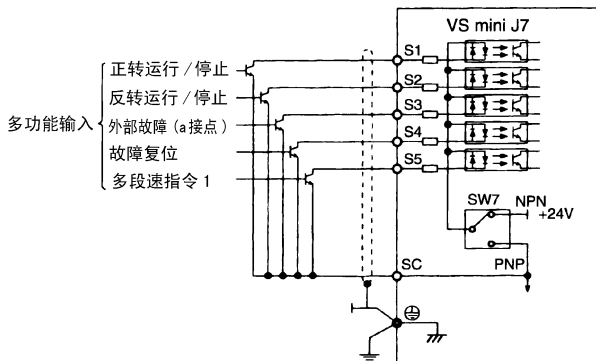 VS mini J7
正转运行/停止
S1
反转运行/停止
S2
多功能输入
外部故障（a接点）
S3
故障复位
S4
多段速指令1
S5
SW7
NPN
+24V
SC
PNP